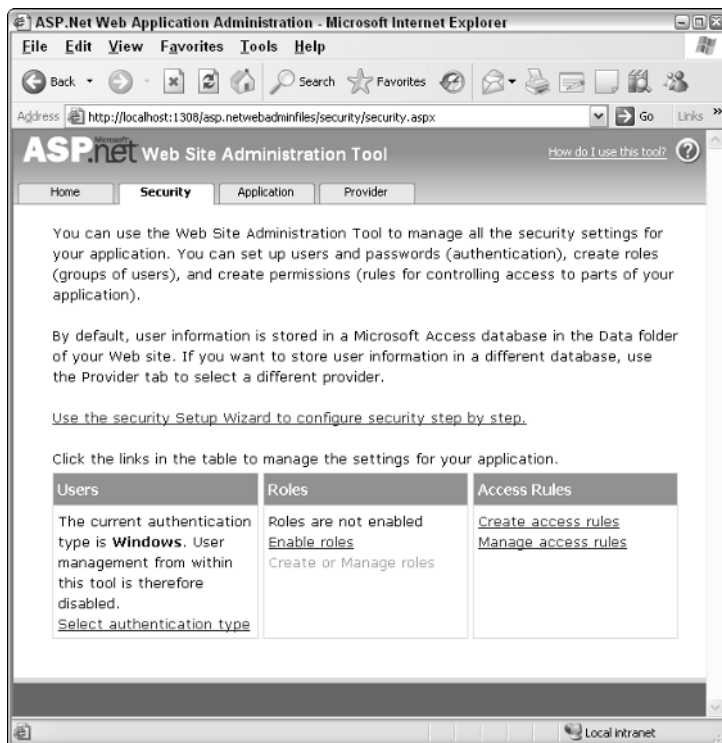 ASP.Net Web Application Administration - Microsoft Internet Explorer
File Edit View Favorites Tools Help
Back Search Favorites
Address http://localhost:1308/asp.netwebadminfiles/security/security.aspx Go Links »
Microsoft
ASP.net Web Site Administration Tool How do I use this tool? ?
Home Security Application Provider
You can use the Web Site Administration Tool to manage all the security settings for
your application. You can set up users and passwords (authentication), create roles
(groups of users), and create permissions (rules for controlling access to parts of your
application).
By default, user information is stored in a Microsoft Access database in the Data folder
of your Web site. If you want to store user information in a different database, use
the Provider tab to select a different provider.
Use the security Setup Wizard to configure security step by step.
Click the links in the table to manage the settings for your application.
Users Roles Access Rules
The current authentication Roles are not enabled Create access rules
type is Windows. User Enable roles Manage access rules
management from within Create or Manage roles
this tool is therefore
disabled.
Select authentication type
Local intranet